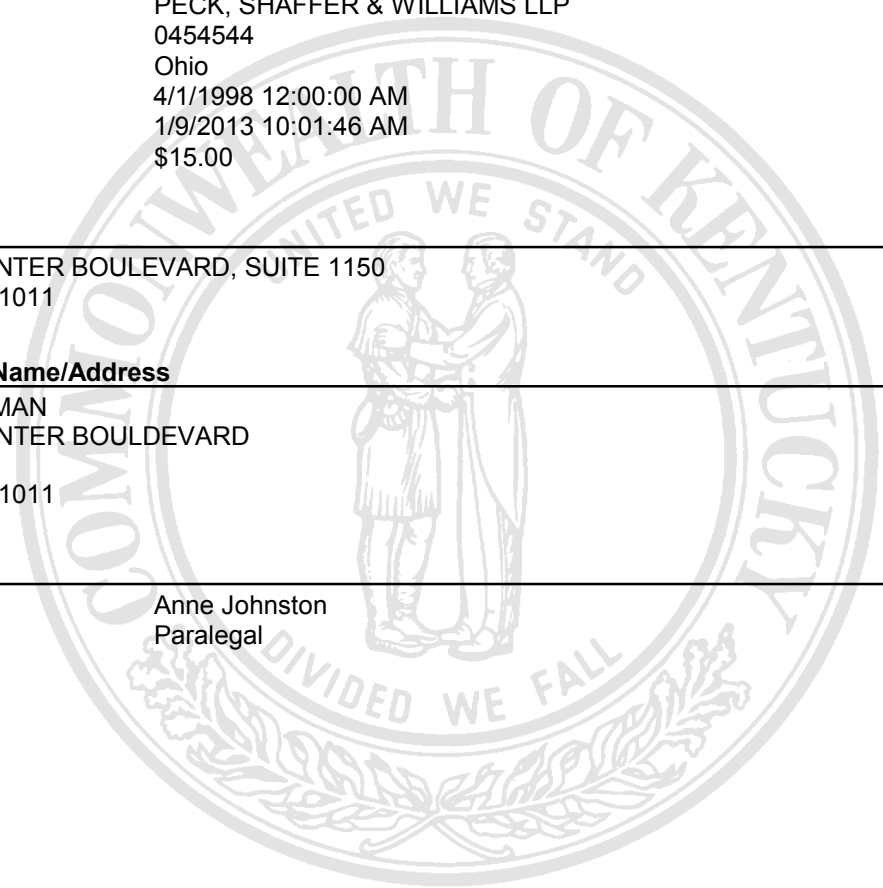 PECK, SHAFFER & WILLIAMS LLP
0454544
Ohio
4/1/1998 12:00:00 AM
1/9/2013 10:01:46 AM
$15.00
COMMONWEALTH OF KENTUCKY
UNITED WE STAND
NTER BOULEVARD, SUITE 1150
1011
Name/Address
MAN
NTER BOULDEVARD
1011
Anne Johnston
Paralegal
DIVIDED WE FALL